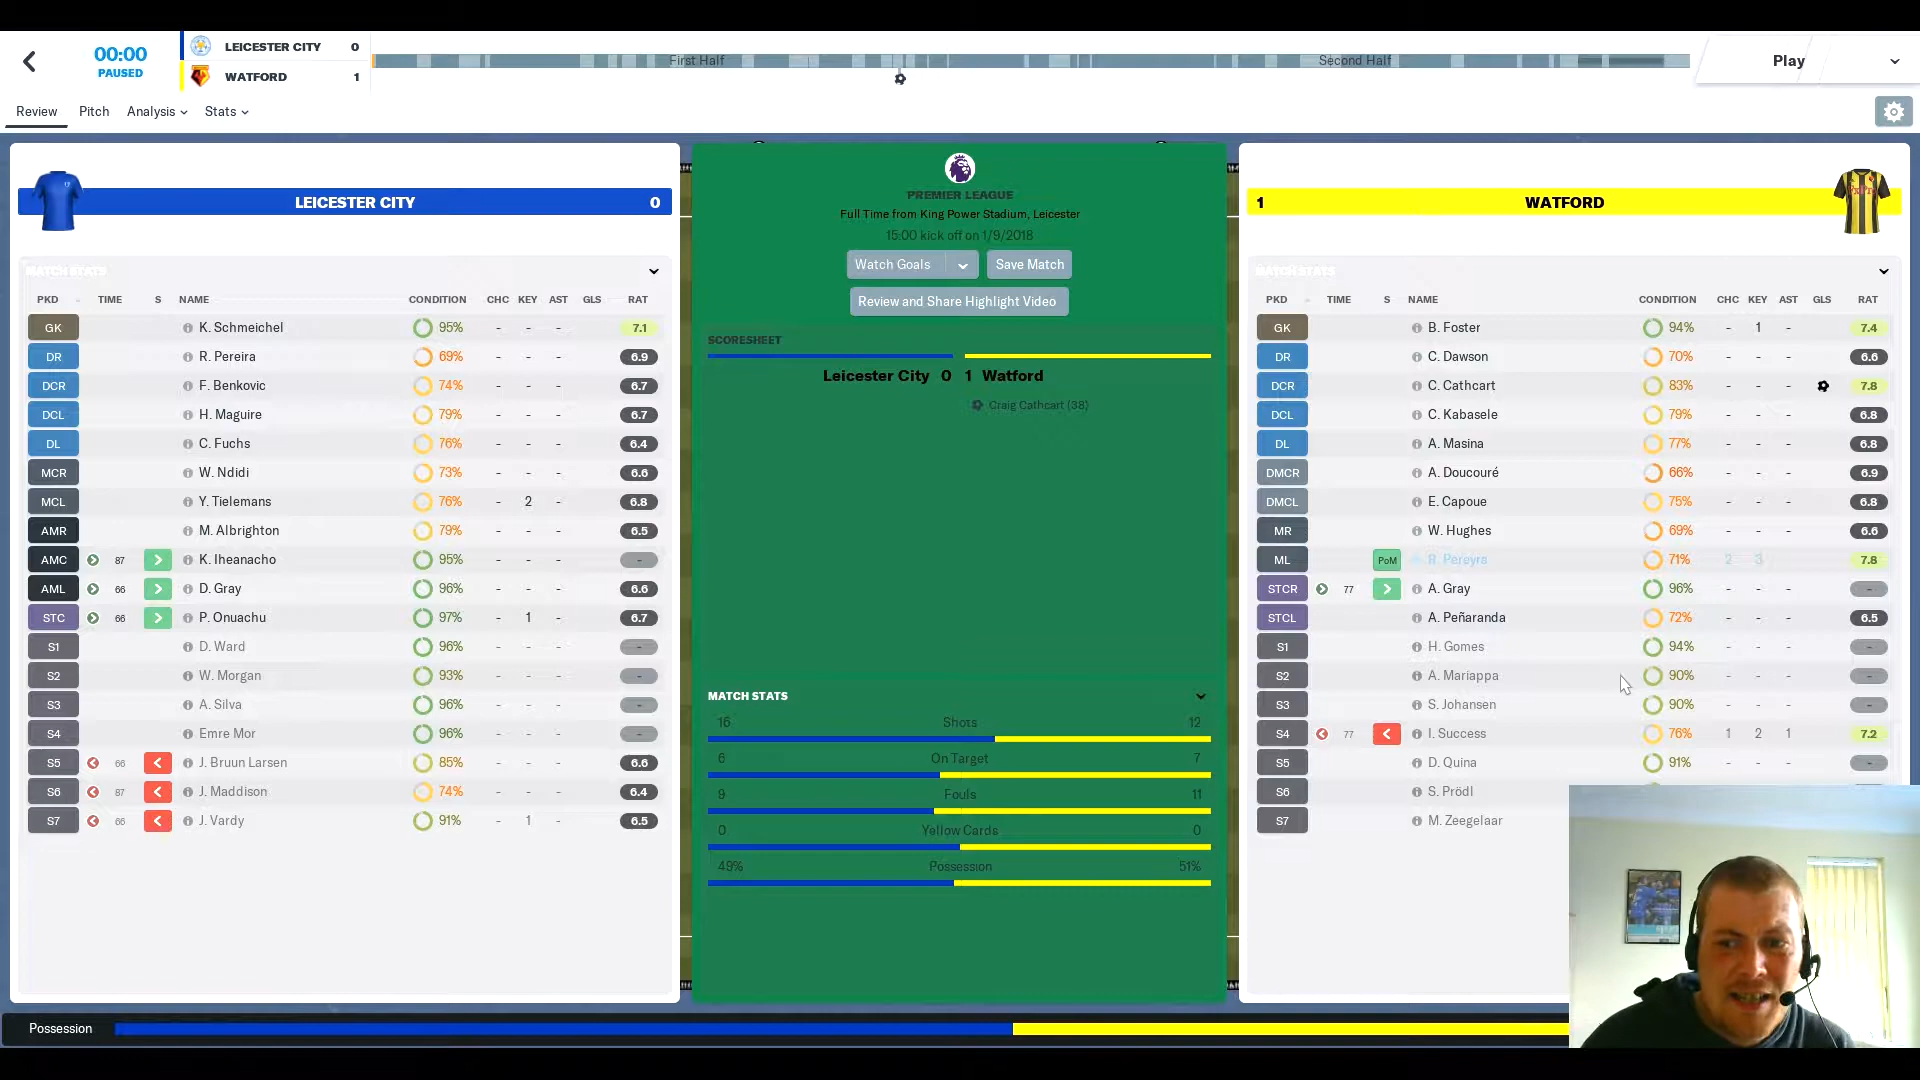 00:00
PAUSED
LEICESTER CITY 0
WATFORD 1
First Half
Second Half
Play
Review Pitch Analysis Stats
LEICESTER CITY 0
MATCH STATS
PKD TIME S NAME CONDITION CHC KEY AST GLS RAT
GK K. Schmeichel 95% - - - 7.1
DR R. Pereira 69% - - - 6.9
DCR F. Benkovic 74% - - - 6.7
DCL H. Maguire 79% - - - 6.7
DL C. Fuchs 76% - - - 6.4
MCR W. Ndidi 73% - - - 6.6
MCL Y. Tielemans 76% - 2 - 6.8
AMR M. Albrighton 79% - - - 6.5
AMC 87 K. Iheanacho 95% - - - -
AML 66 D. Gray 96% - - - 6.6
STC 66 P. Onuachu 97% - 1 - 6.7
S1 D. Ward 96% - - - -
S2 W. Morgan 93% - - - -
S3 A. Silva 96% - - - -
S4 Emre Mor 96% - - - -
S5 66 J. Bruun Larsen 85% - - - 6.6
S6 87 J. Maddison 74% - - - 6.4
S7 66 J. Vardy 91% - 1 - 6.5
PREMIER LEAGUE
Full Time from King Power Stadium, Leicester
15:00 kick off on 1/9/2018
Watch Goals
Save Match
Review and Share Highlight Video
SCORESHEET
Leicester City 0 1 Watford
Craig Cathcart (38)
MATCH STATS
16 Shots 12
6 On Target 7
9 Fouls 11
0 Yellow Cards 0
49% Possession 51%
1 WATFORD
MATCH STATS
PKD TIME S NAME CONDITION CHC KEY AST GLS RAT
GK B. Foster 94% - 1 - 7.4
DR C. Dawson 70% - - - 6.6
DCR C. Cathcart 83% - - - 7.8
DCL C. Kabasele 79% - - - 6.8
DL A. Masina 77% - - - 6.8
DMCR A. Doucouré 66% - - - 6.9
DMCL E. Capoue 75% - - - 6.8
MR W. Hughes 69% - - - 6.6
ML PoM R. Pereyra 71% 2 3 - 7.8
STCR 77 A. Gray 96% - - - -
STCL A. Peñaranda 72% - - - 6.5
S1 H. Gomes 94% - - - -
S2 A. Mariappa 90% - - - -
S3 S. Johansen 90% - - - -
S4 77 I. Success 76% 1 2 1 7.2
S5 D. Quina 91% - - - -
S6 S. Prödl
S7 M. Zeegelaar
Possession